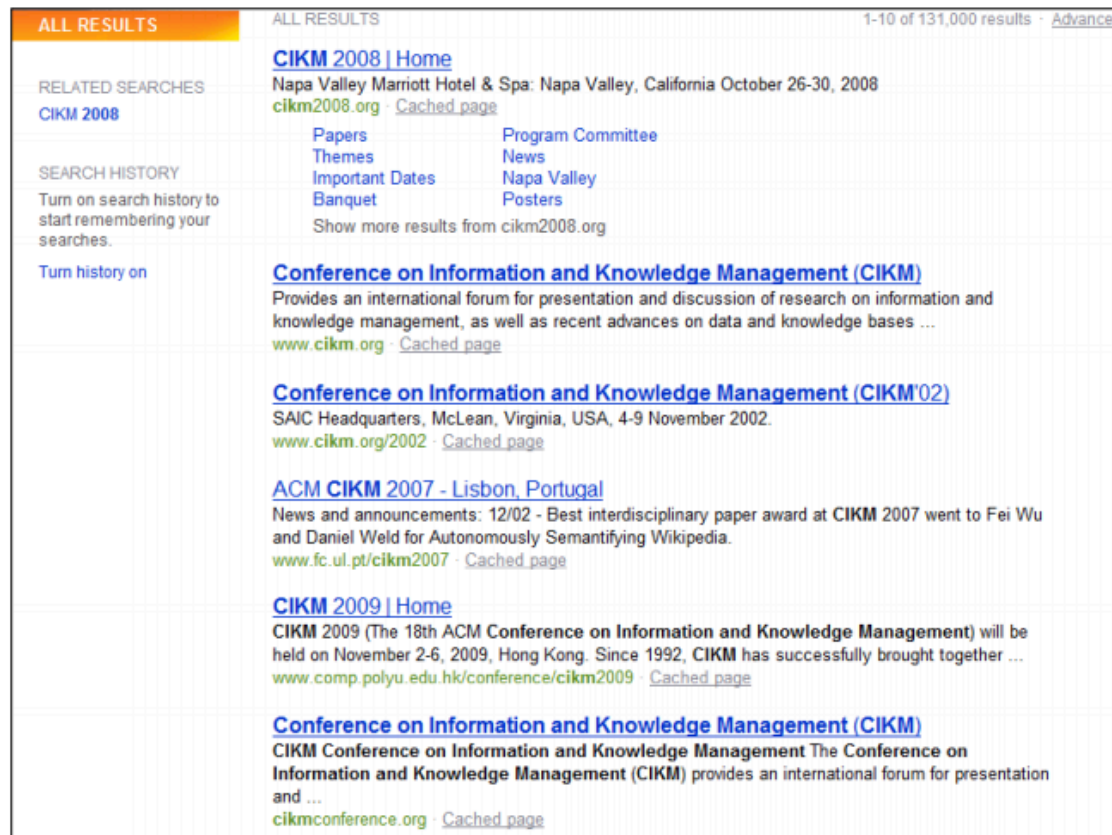 ALL RESULTS
RELATED SEARCHES
CIKM 2008
SEARCH HISTORY
Turn on search history to
start remembering your
searches.
Turn history on
ALL RESULTS
1-10 of 131,000 results · Advance
CIKM 2008 | Home
Napa Valley Marriott Hotel & Spa: Napa Valley, California October 26-30, 2008
cikm2008.org · Cached page
Papers
Program Committee
Themes
News
Important Dates
Napa Valley
Banquet
Posters
Show more results from cikm2008.org
Conference on Information and Knowledge Management (CIKM)
Provides an international forum for presentation and discussion of research on information and
knowledge management, as well as recent advances on data and knowledge bases ...
www.cikm.org · Cached page
Conference on Information and Knowledge Management (CIKM'02)
SAIC Headquarters, McLean, Virginia, USA, 4-9 November 2002.
www.cikm.org/2002 · Cached page
ACM CIKM 2007 - Lisbon, Portugal
News and announcements: 12/02 - Best interdisciplinary paper award at CIKM 2007 went to Fei Wu
and Daniel Weld for Autonomously Semantifying Wikipedia.
www.fc.ul.pt/cikm2007 · Cached page
CIKM 2009 | Home
CIKM 2009 (The 18th ACM Conference on Information and Knowledge Management) will be
held on November 2-6, 2009, Hong Kong. Since 1992, CIKM has successfully brought together ...
www.comp.polyu.edu.hk/conference/cikm2009 · Cached page
Conference on Information and Knowledge Management (CIKM)
CIKM Conference on Information and Knowledge Management The Conference on
Information and Knowledge Management (CIKM) provides an international forum for presentation
and ...
cikmconference.org · Cached page